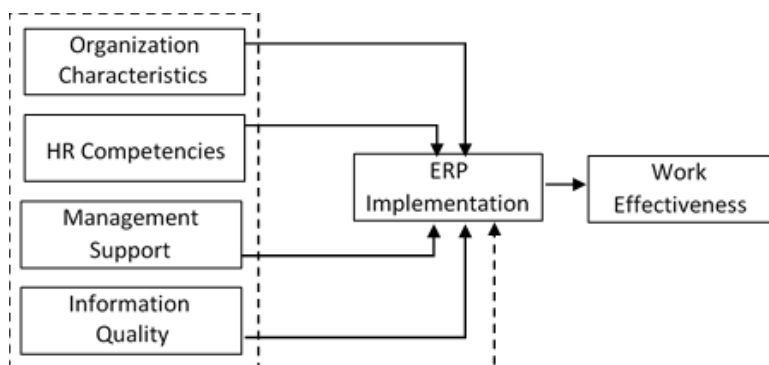 Organization
Characteristics
HR Competencies
Management
Support
Information
Quality
ERP
Implementation
Work
Effectiveness